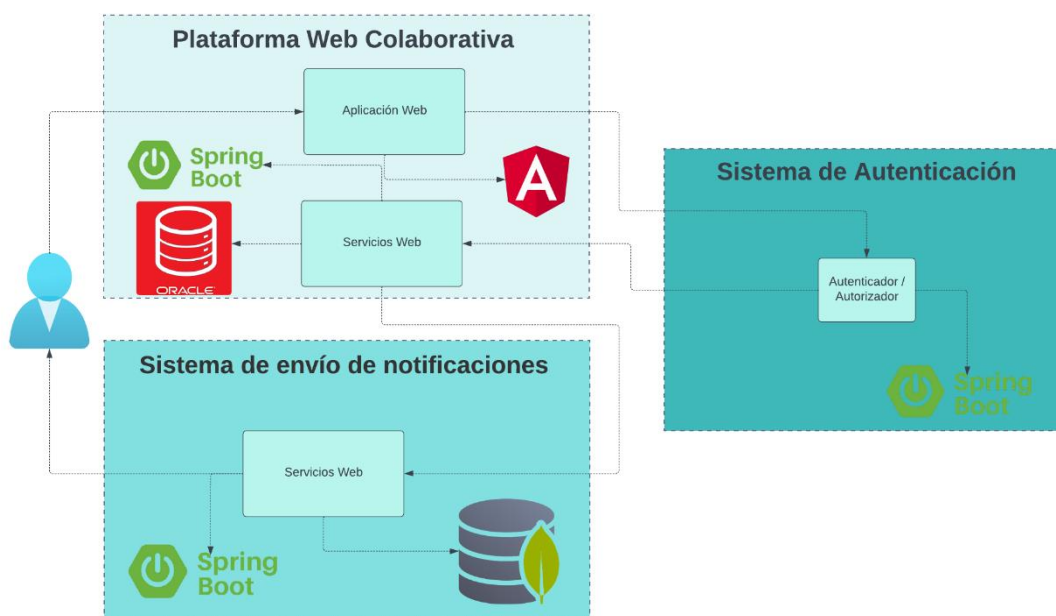 Plataforma Web Colaborativa
Aplicación Web
Spring
Boot
Servicios Web
ORACLE
Sistema de Autenticación
Autenticador /
Autorizador
Spring
Boot
Sistema de envío de notificaciones
Servicios Web
Spring
Boot